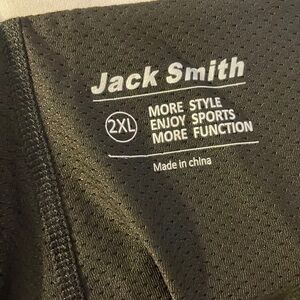 Jack Smith
2XL
MORE STYLE
ENJOY SPORTS
MORE FUNCTION
Made in china